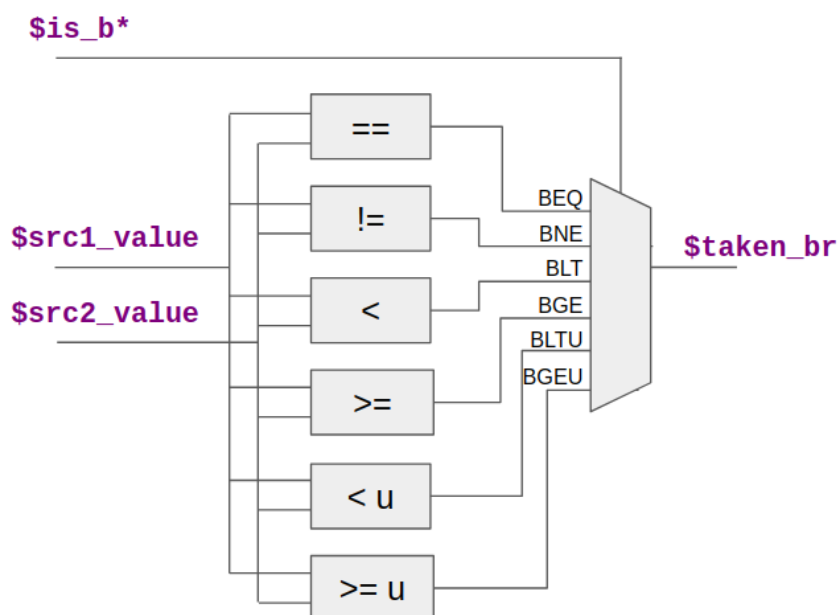 $is_b*
==
!=
BEQ
BNE
$src1_value
$taken_br
BLT
$src2_value
<
BGE
BLTU
BGEU
>=
< u
>= u